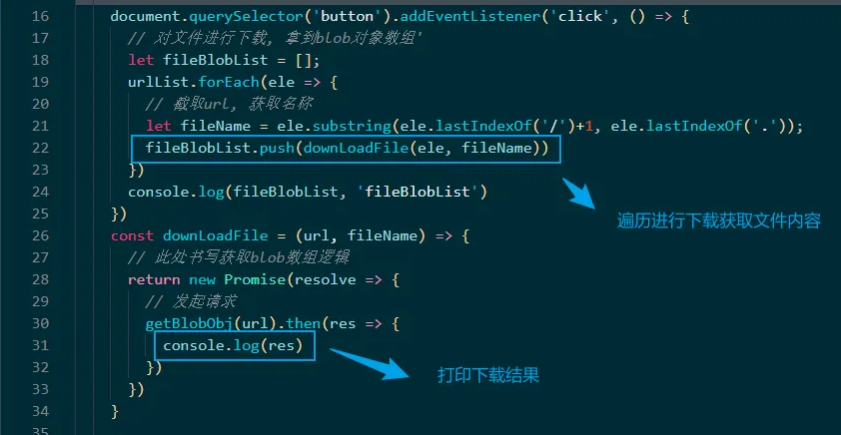 16 document.querySelector('button').addEventListener('click', () => {
17 // 对文件进行下载, 拿到blob对象数组'
18 let fileBlobList = [];
19 urlList.forEach(ele => {
20 // 截取url, 获取名称
21 let fileName = ele.substring(ele.lastIndexOf('/')+1, ele.lastIndexOf('.'));
22 fileBlobList.push(downLoadFile(ele, fileName))
23 })
24 console.log(fileBlobList, 'fileBlobList')
25 })
遍历进行下载获取文件内容
26 const downLoadFile = (url, fileName) => {
27 // 此处书写获取blob数组逻辑
28 return new Promise(resolve => {
29 // 发起请求
30 getBlobObj(url).then(res => {
31 console.log(res)
32 })
打印下载结果
33 })
34 }
35